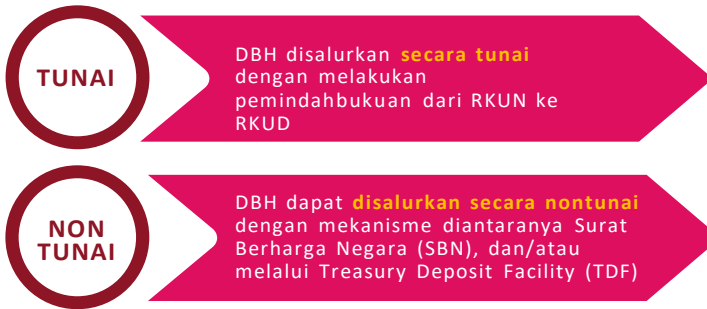 TUNAI
DBH disalurkan secara tunai
dengan melakukan
pemindahbukuan dari RKUN ke
RKUD
NON
TUNAI
DBH dapat disalurkan secara nontunai
dengan mekanisme diantaranya Surat
Berharga Negara (SBN), dan/atau
melalui Treasury Deposit Facility (TDF)